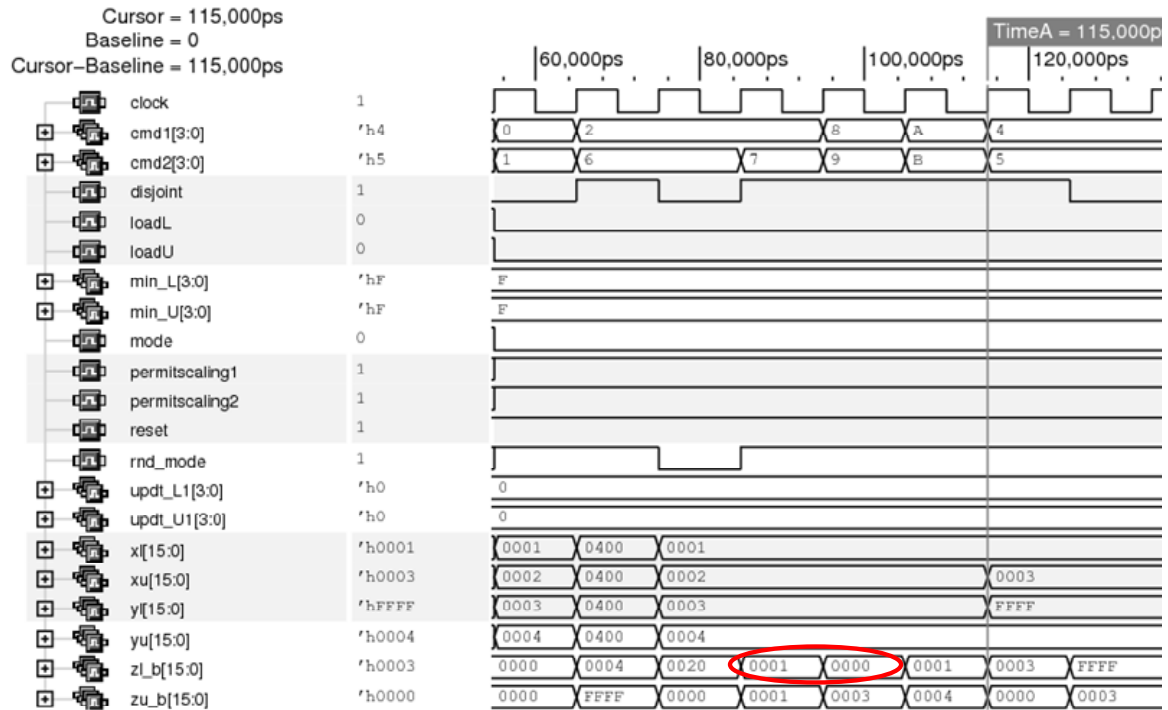 Cursor = 115,000ps
Baseline = 0
Cursor–Baseline = 115,000ps
TimeA = 115,000p
60,000ps 80,000ps 100,000ps 120,000ps
clock 1
cmd1[3:0] 'h4 0 2 8 A 4
cmd2[3:0] 'h5 1 6 7 9 B 5
disjoint 1
loadL 0
loadU 0
min_L[3:0] 'hF F
min_U[3:0] 'hF F
mode 0
permitscaling1 1
permitscaling2 1
reset 1
rnd_mode 1
updt_L1[3:0] 'h0 0
updt_U1[3:0] 'h0 0
xl[15:0] 'h0001 0001 0400 0001
xu[15:0] 'h0003 0002 0400 0002 0003
yl[15:0] 'hFFFF 0003 0400 0003 FFFF
yu[15:0] 'h0004 0004 0400 0004
zl_b[15:0] 'h0003 0000 0004 0020 0001 0000 0001 0003 FFFF
zu_b[15:0] 'h0000 0000 FFFF 0000 0001 0003 0004 0000 0003